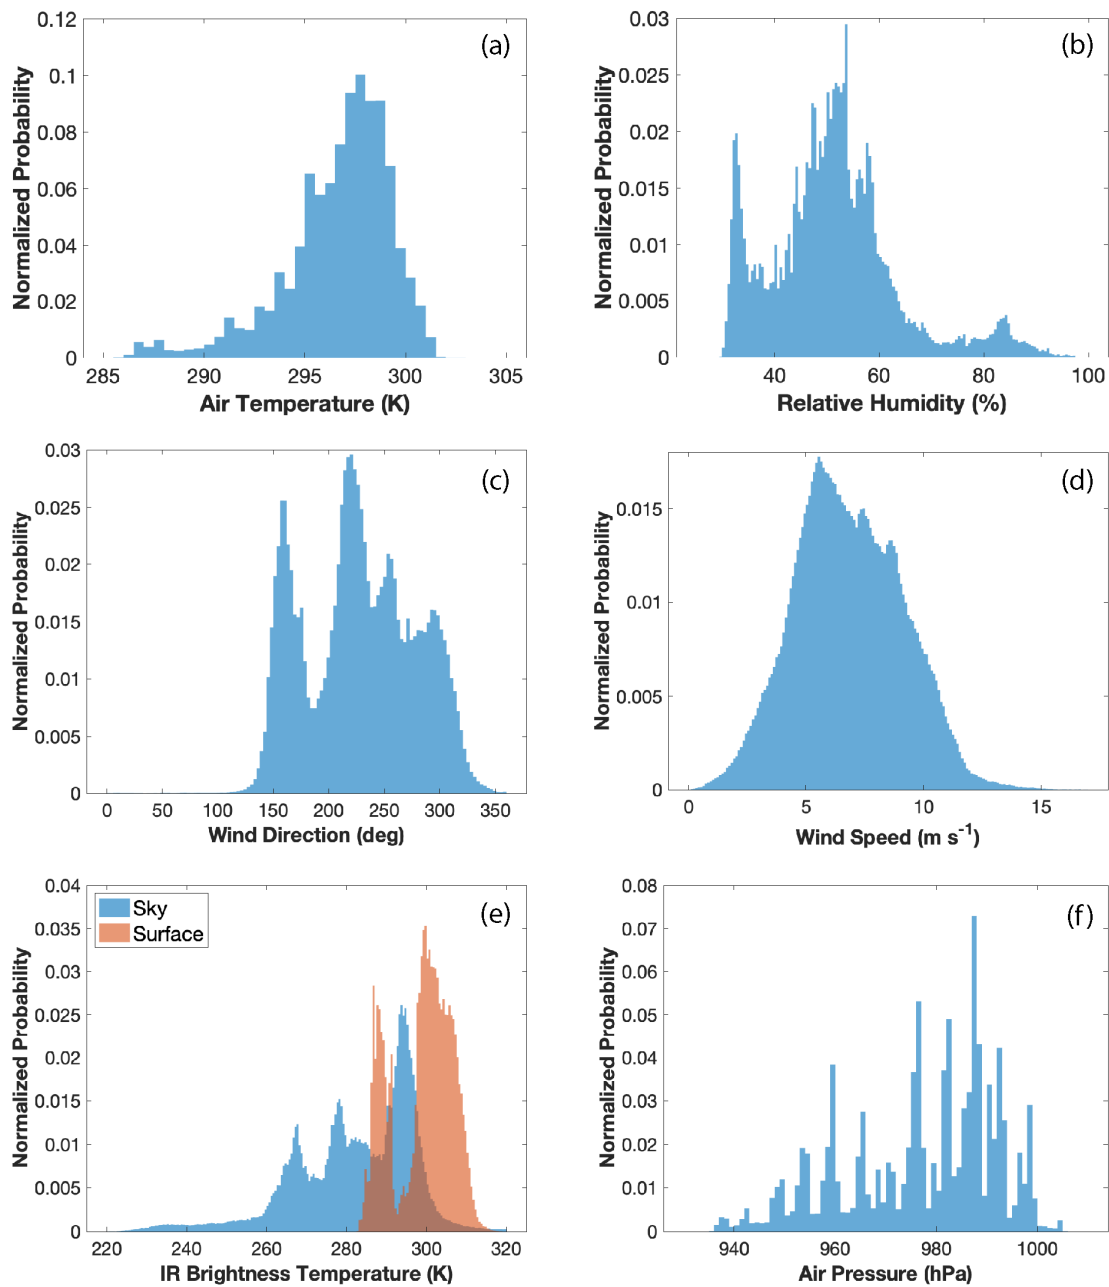 (a)
0.12
0.1
0.08
0.06
0.04
0.02
0
Normalized Probability
285 290 295 300 305
Air Temperature (K)
(b)
0.03
0.025
0.02
0.015
0.01
0.005
0
Normalized Probability
40 60 80 100
Relative Humidity (%)
(c)
0.03
0.025
0.02
0.015
0.01
0.005
0
Normalized Probability
0 50 100 150 200 250 300 350
Wind Direction (deg)
(d)
0.015
0.01
0.005
0
Normalized Probability
0 5 10 15
Wind Speed (m s-1)
(e)
Sky
Surface
0.04
0.035
0.03
0.025
0.02
0.015
0.01
0.005
0
Normalized Probability
220 240 260 280 300 320
IR Brightness Temperature (K)
(f)
0.08
0.07
0.06
0.05
0.04
0.03
0.02
0.01
0
Normalized Probability
940 960 980 1000
Air Pressure (hPa)